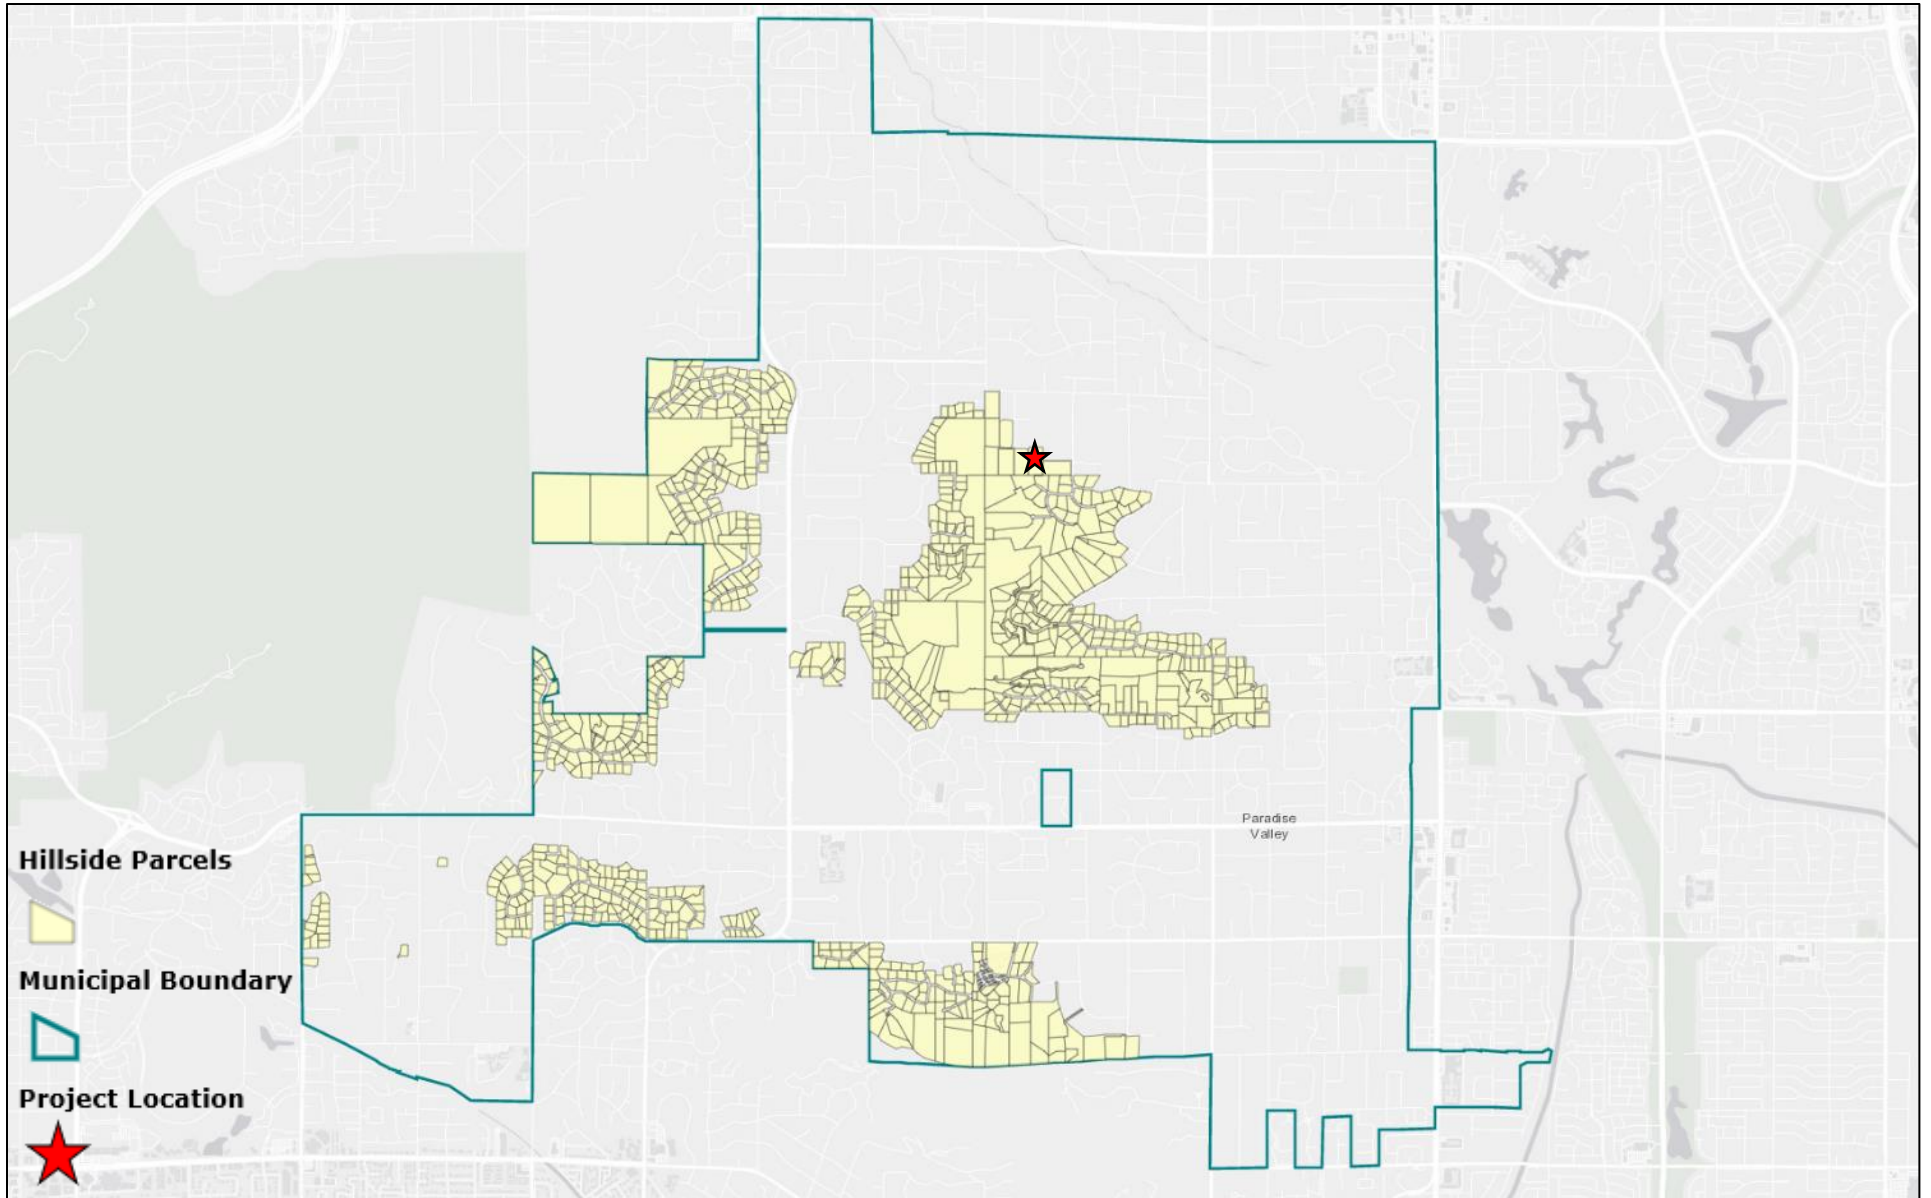 Paradise
Valley
Hillside Parcels
Municipal Boundary
Project Location